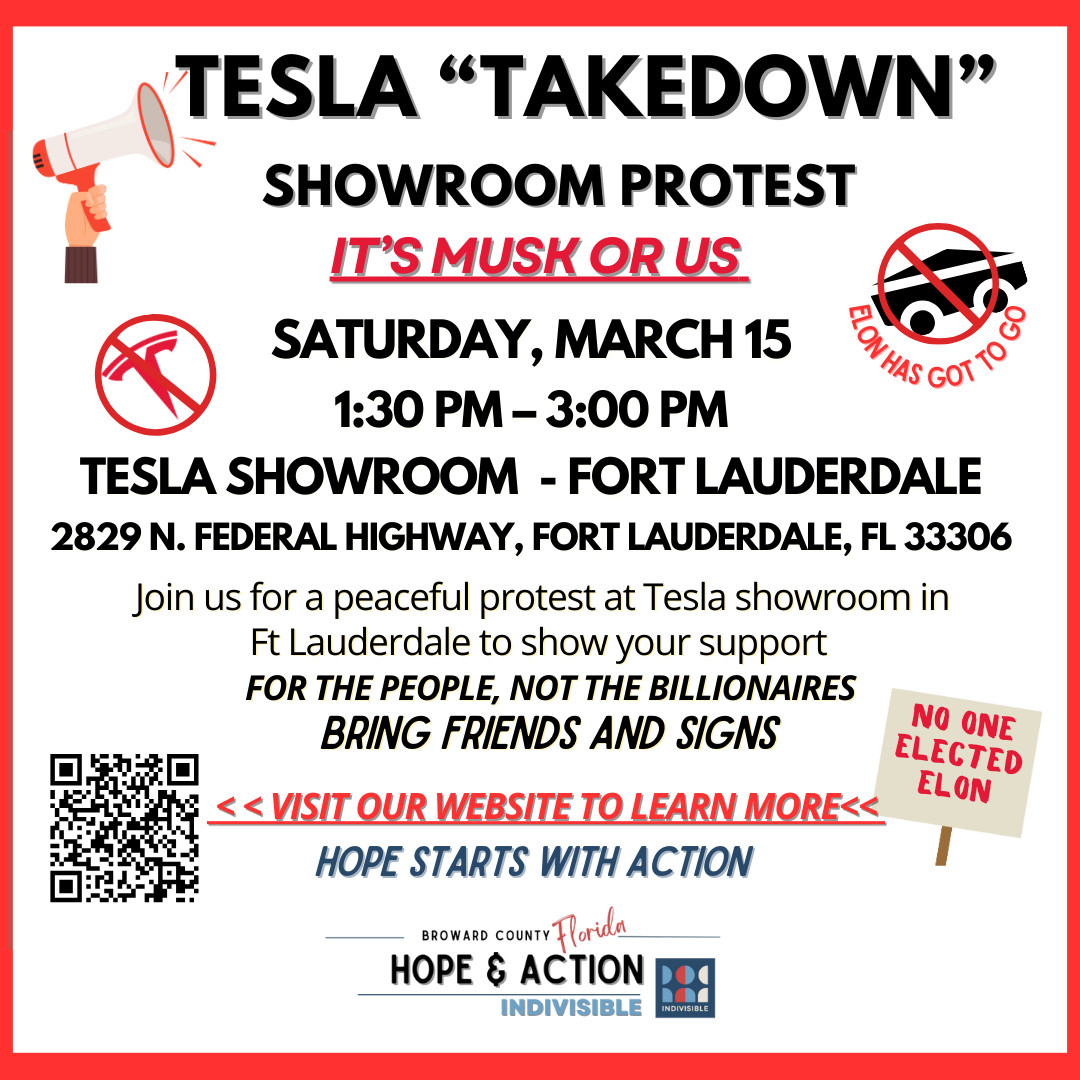 TESLA “TAKEDOWN”
SHOWROOM PROTEST
IT’S MUSK OR US
ELON HAS GOT TO GO
SATURDAY, MARCH 15
1:30 PM – 3:00 PM
TESLA SHOWROOM - FORT LAUDERDALE
2829 N. FEDERAL HIGHWAY, FORT LAUDERDALE, FL 33306
Join us for a peaceful protest at Tesla showroom in
Ft Lauderdale to show your support
FOR THE PEOPLE, NOT THE BILLIONAIRES
BRING FRIENDS AND SIGNS
NO ONE
ELECTED
ELON
<< VISIT OUR WEBSITE TO LEARN MORE<<
HOPE STARTS WITH ACTION
BROWARD COUNTY Florida
HOPE & ACTION
INDIVISIBLE
INDIVISIBLE